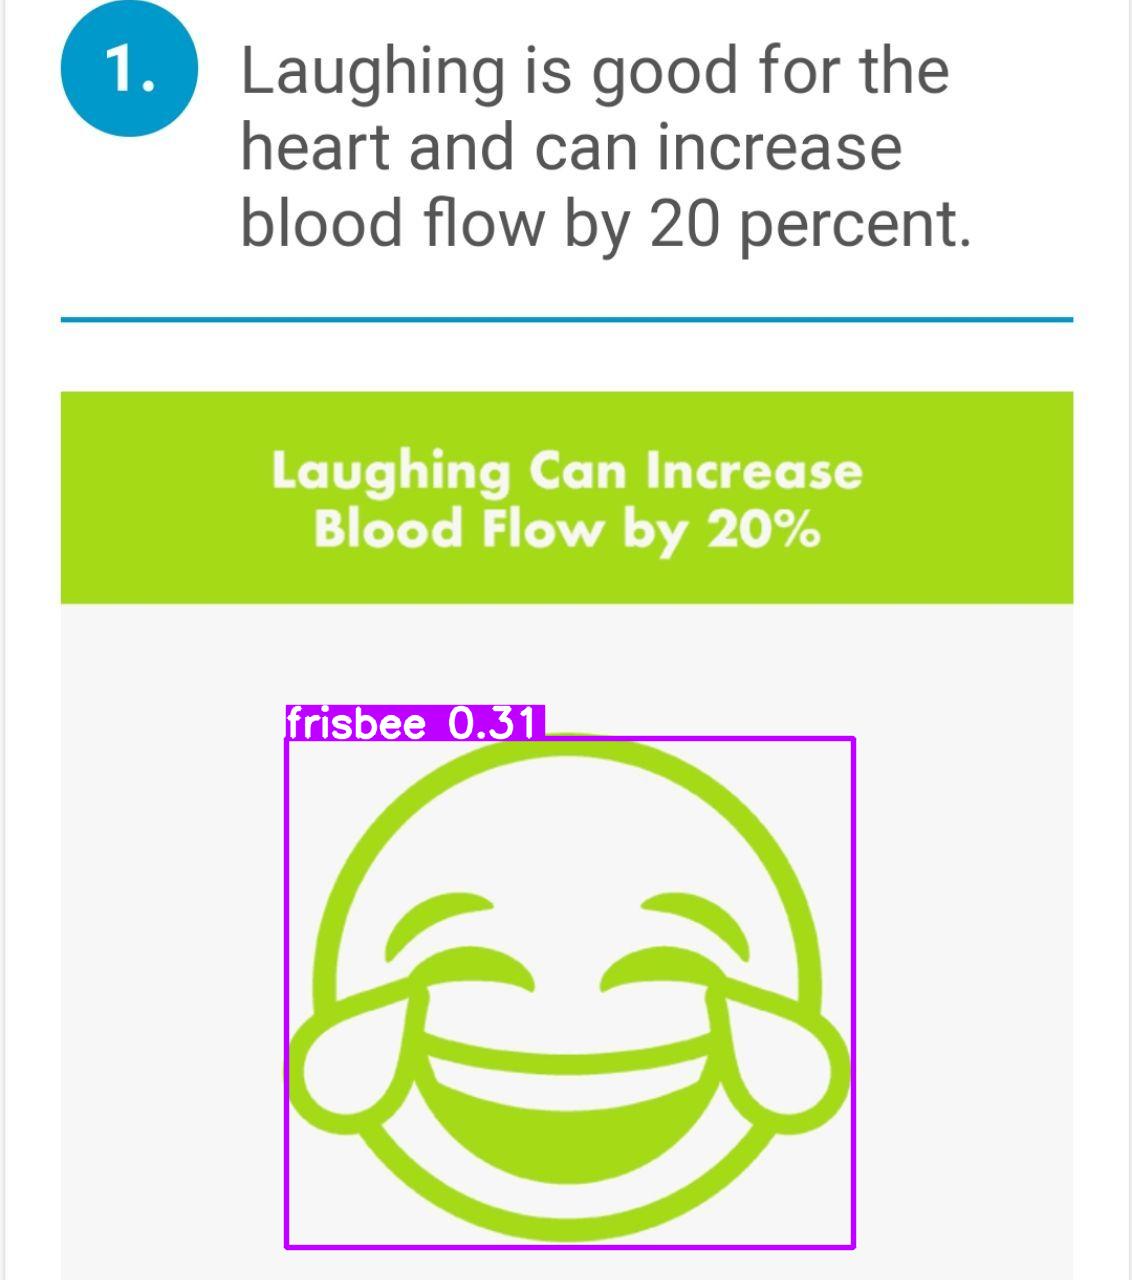 1.
Laughing is good for the
heart and can increase
blood flow by 20 percent.
Laughing Can Increase
Blood Flow by 20%
frisbee 0.31